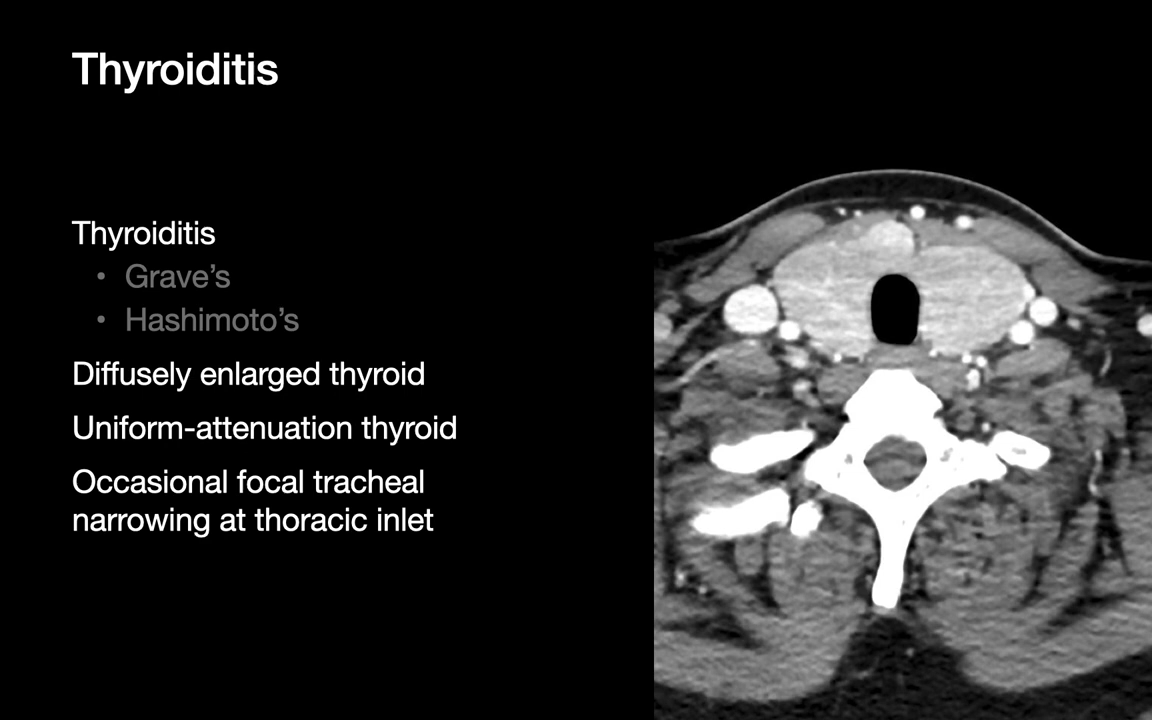 Thyroiditis
Thyroiditis
• Grave’s
• Hashimoto’s
Diffusely enlarged thyroid
Uniform-attenuation thyroid
Occasional focal tracheal
narrowing at thoracic inlet